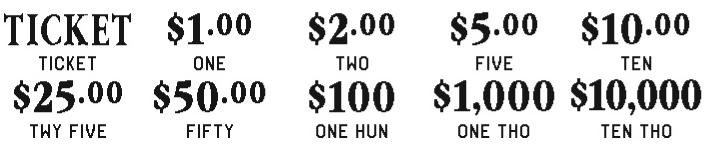 TICKET $1.00 $2.00 $5.00 $10.00
TICKET ONE TWO FIVE TEN
$25.00 $50.00 $100 $1,000 $10,000
TWY FIVE FIFTY ONE HUN ONE THO TEN THO